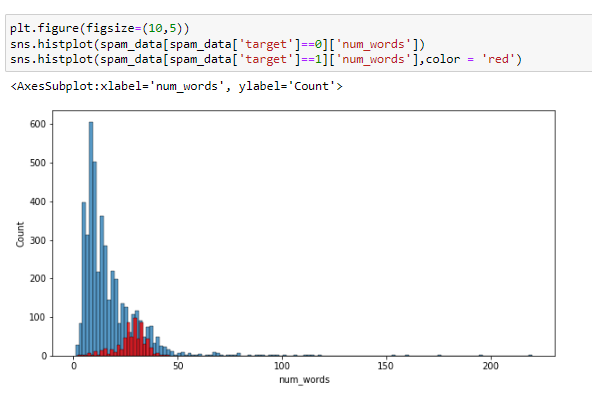 plt.figure(figsize=(10,5))
sns.histplot(spam_data[spam_data['target']==0]['num_words'])
sns.histplot(spam_data[spam_data['target']==1]['num_words'],color = 'red')
<AxesSubplot:xlabel='num_words', ylabel='Count'>
600
500
400
300
200
100
0
Count
0 50 100 150 200
num_words